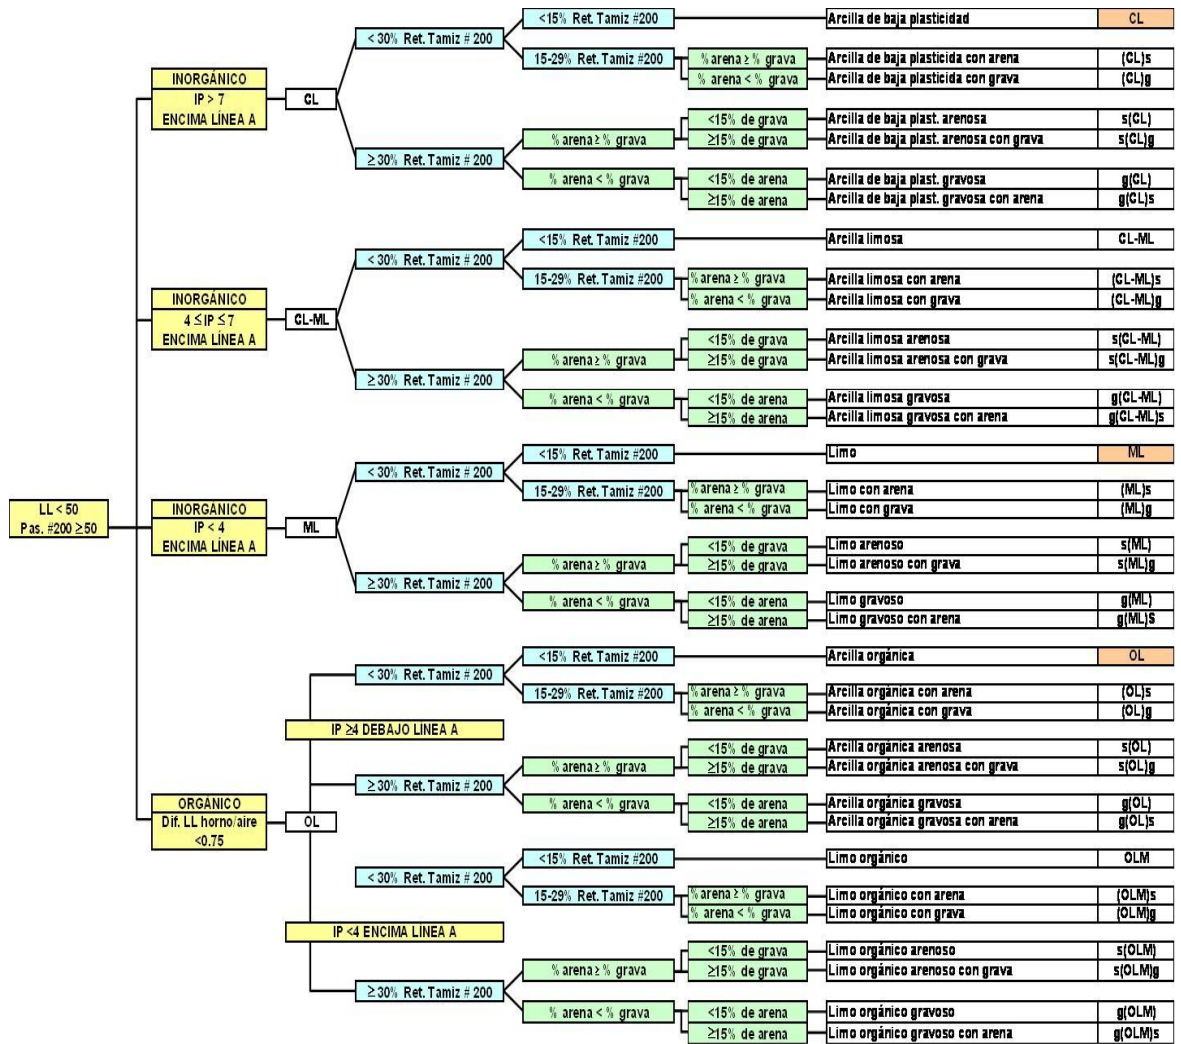 <15% Ret. Tamiz #200 Arcilla de baja plasticidad CL
< 30% Ret. Tamiz # 200
15-29% Ret. Tamiz #200 % arena ≥ % grava Arcilla de baja plasticida con arena (CL)s
% arena < % grava Arcilla de baja plasticida con grava (CL)g
INORGÁNICO
IP > 7 CL
ENCIMA LÍNEA A
<15% de grava Arcilla de baja plast. arenosa s(CL)
% arena ≥ % grava ≥15% de grava Arcilla de baja plast. arenosa con grava s(CL)g
≥ 30% Ret. Tamiz # 200
% arena < % grava <15% de arena Arcilla de baja plast. gravosa g(CL)
≥15% de arena Arcilla de baja plast. gravosa con arena g(CL)s
<15% Ret. Tamiz #200 Arcilla limosa CL-ML
< 30% Ret. Tamiz # 200
15-29% Ret. Tamiz #200 % arena ≥ % grava Arcilla limosa con arena (CL-ML)s
% arena < % grava Arcilla limosa con grava (CL-ML)g
INORGÁNICO
4 ≤ IP ≤ 7 CL-ML
ENCIMA LÍNEA A
<15% de grava Arcilla limosa arenosa s(CL-ML)
% arena ≥ % grava ≥15% de grava Arcilla limosa arenosa con grava s(CL-ML)g
≥ 30% Ret. Tamiz # 200
% arena < % grava <15% de arena Arcilla limosa gravosa g(CL-ML)
≥15% de arena Arcilla limosa gravosa con arena g(CL-ML)s
<15% Ret. Tamiz #200 Limo ML
< 30% Ret. Tamiz # 200
15-29% Ret. Tamiz #200 % arena ≥ % grava Limo con arena (ML)s
% arena < % grava Limo con grava (ML)g
LL < 50 INORGÁNICO
Pas. #200 ≥ 50 IP < 4 ML
ENCIMA LÍNEA A
<15% de grava Limo arenoso s(ML)
% arena ≥ % grava ≥15% de grava Limo arenoso con grava s(ML)g
≥ 30% Ret. Tamiz # 200
% arena < % grava <15% de arena Limo gravoso g(ML)
≥15% de arena Limo gravoso con arena g(ML)S
<15% Ret. Tamiz #200 Arcilla orgánica OL
< 30% Ret. Tamiz # 200
15-29% Ret. Tamiz #200 % arena ≥ % grava Arcilla orgánica con arena (OL)s
% arena < % grava Arcilla orgánica con grava (OL)g
IP ≥4 DEBAJO LÍNEA A
<15% de grava Arcilla orgánica arenosa s(OL)
% arena ≥ % grava ≥15% de grava Arcilla orgánica arenosa con grava s(OL)g
≥ 30% Ret. Tamiz # 200
% arena < % grava <15% de arena Arcilla orgánica gravosa g(OL)
≥15% de arena Arcilla orgánica gravosa con arena g(OL)s
ORGÁNICO
Dif. LL horno/aire OL
<0.75
<15% Ret. Tamiz #200 Limo orgánico OLM
< 30% Ret. Tamiz # 200
15-29% Ret. Tamiz #200 % arena ≥ % grava Limo orgánico con arena (OLM)s
% arena < % grava Limo orgánico con grava (OLM)g
IP <4 ENCIMA LÍNEA A
<15% de grava Limo orgánico arenoso s(OLM)
% arena ≥ % grava ≥15% de grava Limo orgánico arenoso con grava s(OLM)g
≥ 30% Ret. Tamiz # 200
% arena < % grava <15% de arena Limo orgánico gravoso g(OLM)
≥15% de arena Limo orgánico gravoso con arena g(OLM)s